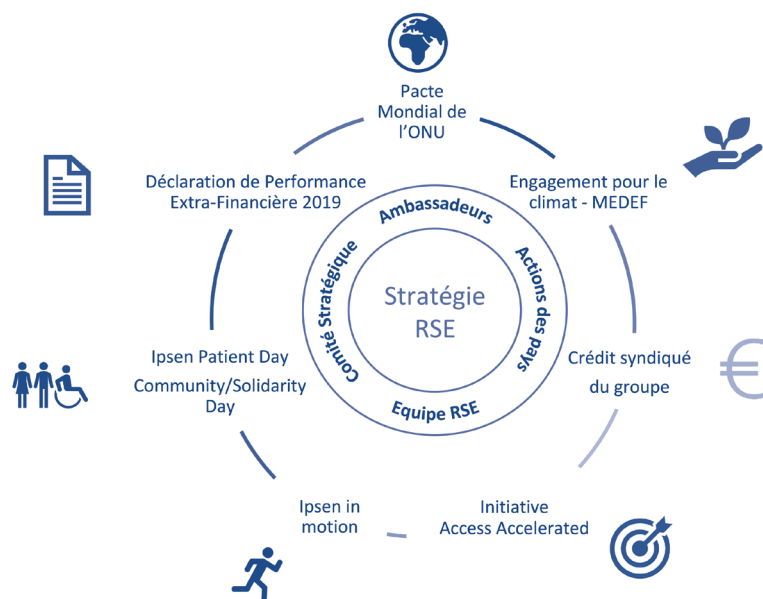 Pacte
Mondial de
l'ONU
Déclaration de Performance
Extra-Financière 2019
Engagement pour le
climat - MEDEF
Ambassadeurs
Comité Stratégique
Actions des pays
Stratégie
RSE
Equipe RSE
Ipsen Patient Day
Community/Solidarity
Day
Crédit syndiqué
du groupe
Ipsen in
motion
Initiative
Access Accelerated